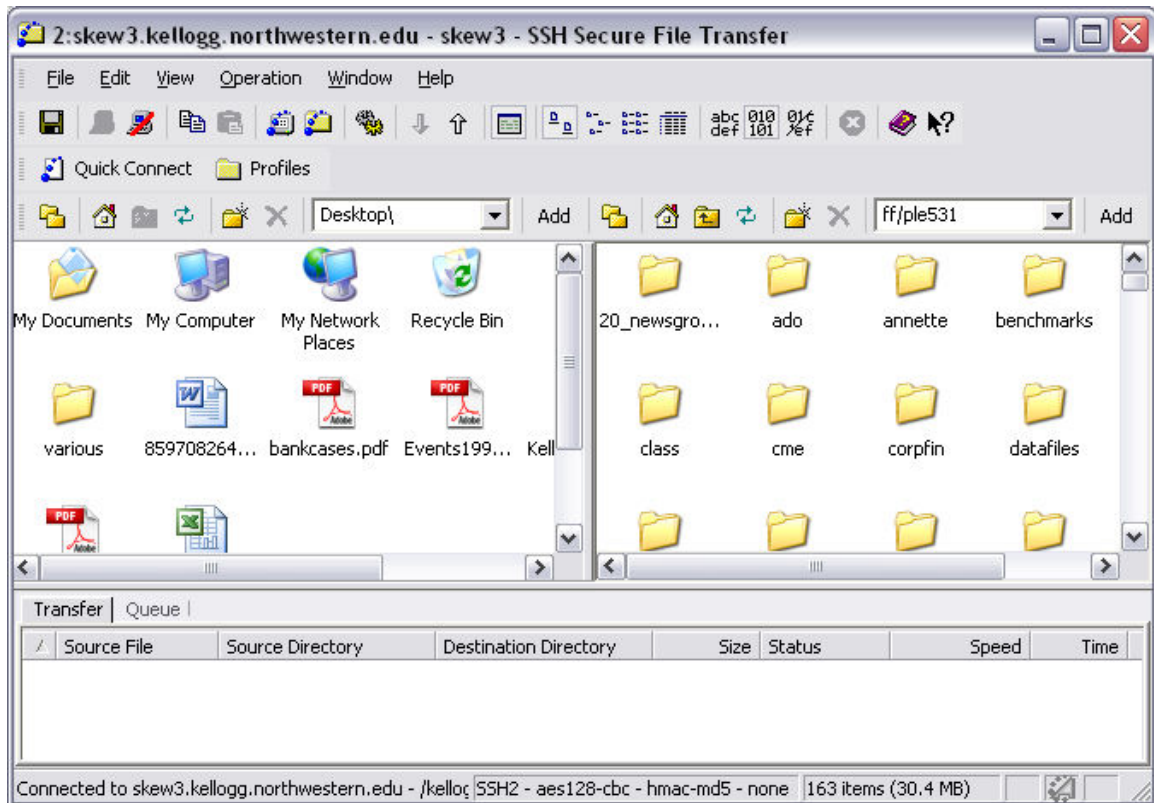 2:skew3.kellogg.northwestern.edu - skew3 - SSH Secure File Transfer
File Edit View Operation Window Help
abc def 010 101
Quick Connect Profiles
Desktop\ Add ff/ple531 Add
My Documents My Computer My Network Places Recycle Bin
various 859708264... bankcases.pdf Events199... Kell
20_newsgro... ado annette benchmarks
class cme corpfin datafiles
Transfer Queue
Source File Source Directory Destination Directory Size Status Speed Time
Connected to skew3.kellogg.northwestern.edu - /kellog SSH2 - aes128-cbc - hmac-md5 - none 163 items (30.4 MB)